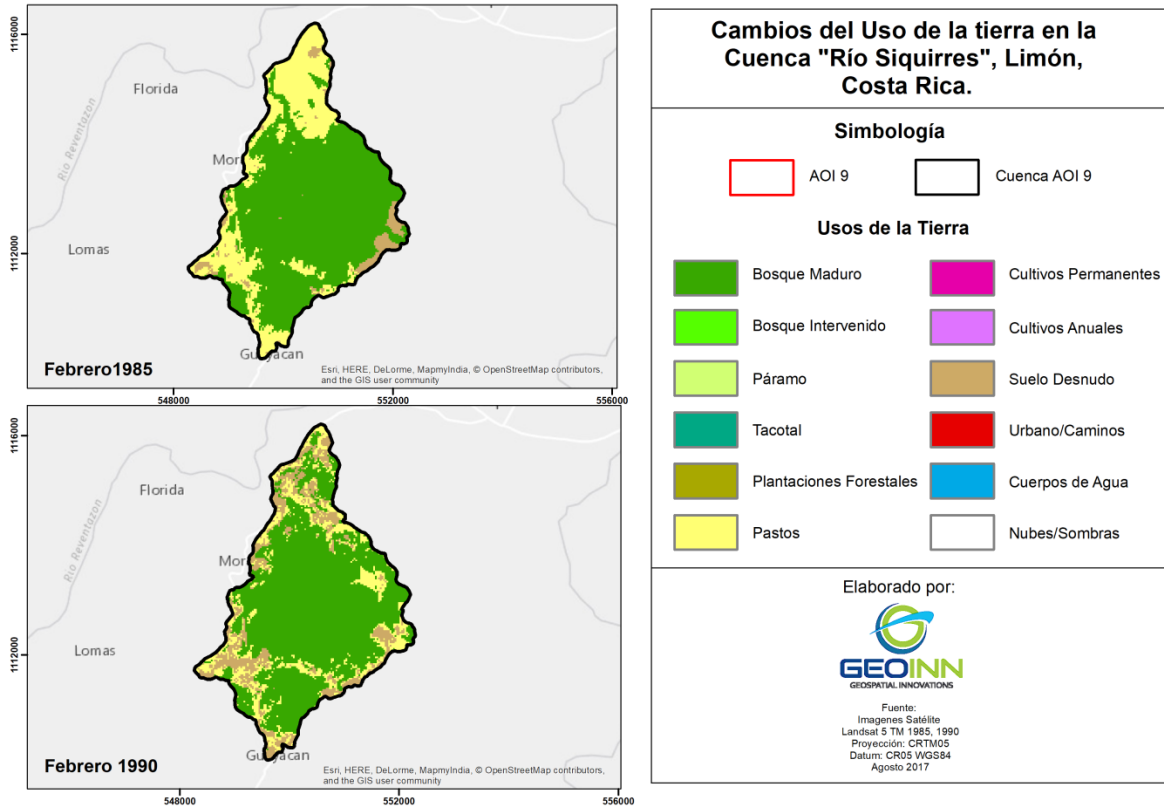 1116000
1112000
Florida
Rio Reventazon
Lomas
Febrero1985
Esri, HERE, DeLorme, MapmyIndia, © OpenStreetMap contributors,
and the GIS user community
548000
552000
556000
1116000
1112000
Florida
Rio Reventazon
Lomas
Febrero 1990
Esri, HERE, DeLorme, MapmyIndia, © OpenStreetMap contributors,
and the GIS user community
548000
552000
556000
Cambios del Uso de la tierra en la
Cuenca "Río Siquirres", Limón,
Costa Rica.
Simbología
AOI 9
Cuenca AOI 9
Usos de la Tierra
Bosque Maduro
Cultivos Permanentes
Bosque Intervenido
Cultivos Anuales
Páramo
Suelo Desnudo
Tacotal
Urbano/Caminos
Plantaciones Forestales
Cuerpos de Agua
Pastos
Nubes/Sombras
Elaborado por:
GEOINN
GEOSPATIAL INNOVATIONS
Fuente:
Imagenes Satélite
Landsat 5 TM 1985, 1990
Proyección: CRTM05
Datum: CR05 WGS84
Agosto 2017